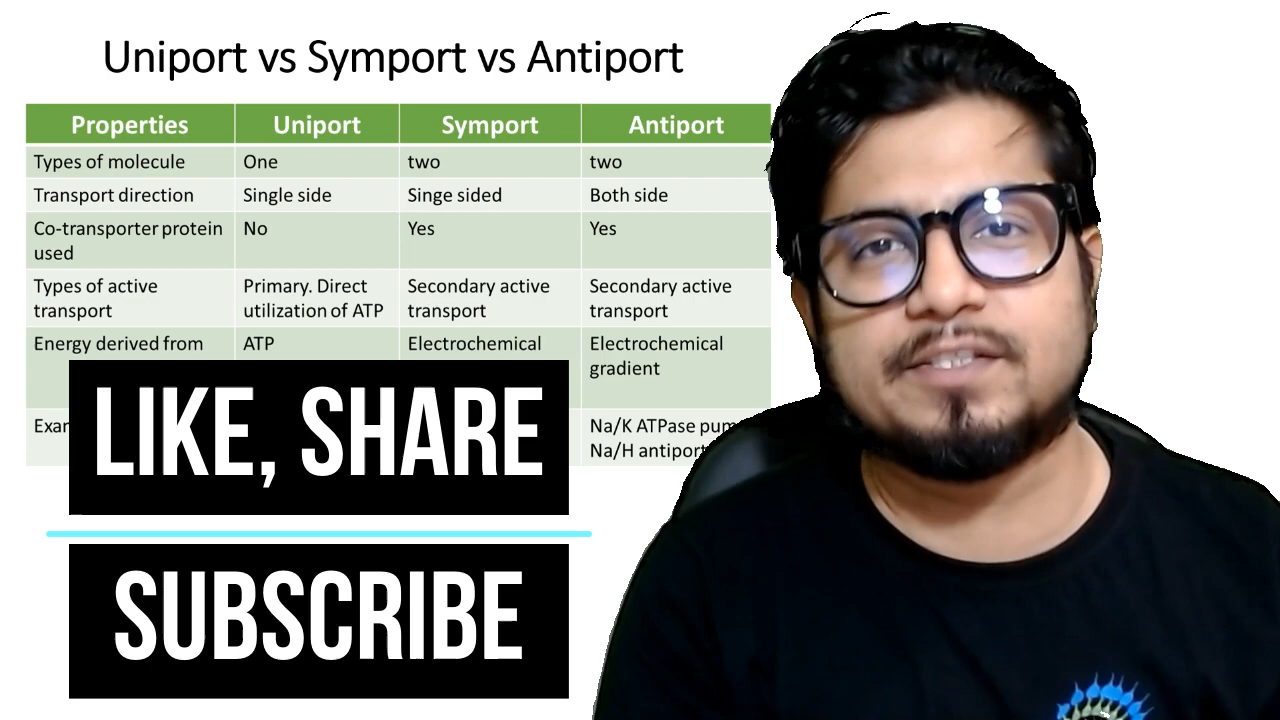 Uniport vs Symport vs Antiport
Properties Uniport Symport Antiport
Types of molecule One two two
Transport direction Single side Singe sided Both side
Co-transporter protein No Yes Yes
used
Types of active Primary. Direct Secondary active Secondary active
transport utilization of ATP transport transport
Energy derived from ATP Electrochemical Electrochemical
gradient
Na/K ATPase
Na/H antiport
LIKE, SHARE
SUBSCRIBE